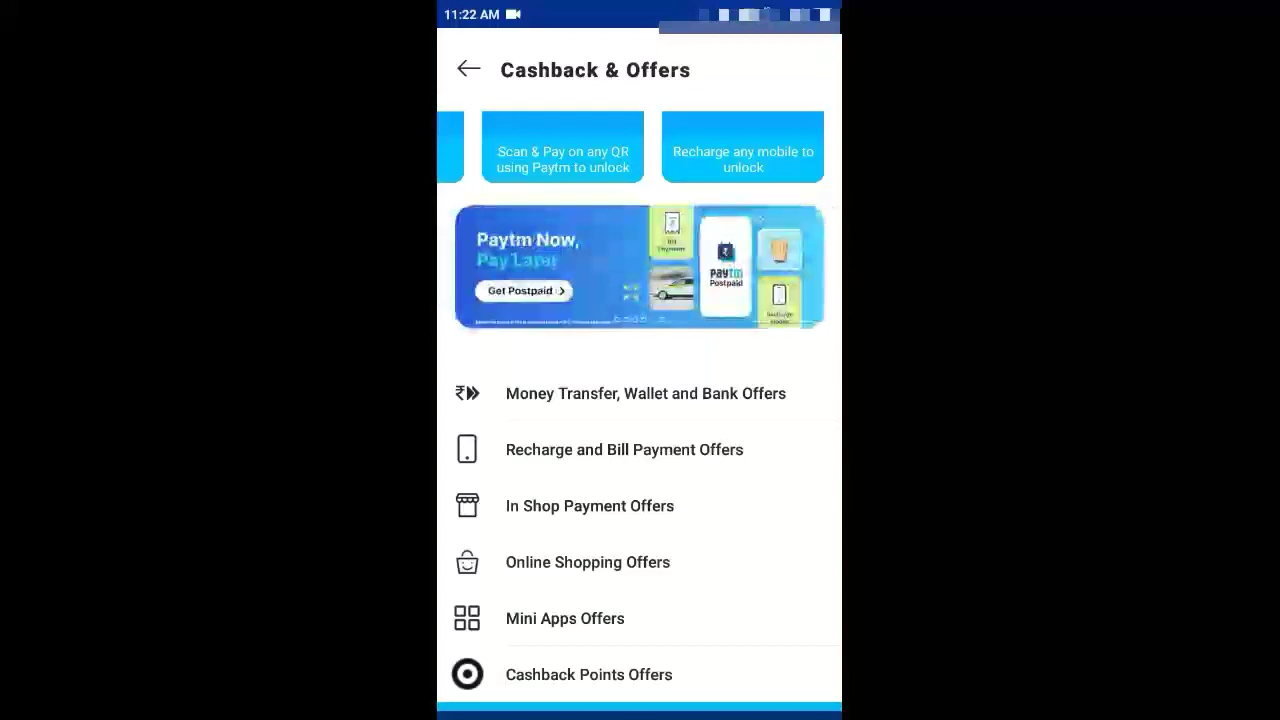 11:22 AM
Cashback & Offers
Scan & Pay on any QR
using Paytm to unlock
Recharge any mobile to
unlock
Paytm Now,
Pay Later
Get Postpaid
Bill
Payments
paytm
Postpaid
Money Transfer, Wallet and Bank Offers
Recharge and Bill Payment Offers
In Shop Payment Offers
Online Shopping Offers
Mini Apps Offers
Cashback Points Offers